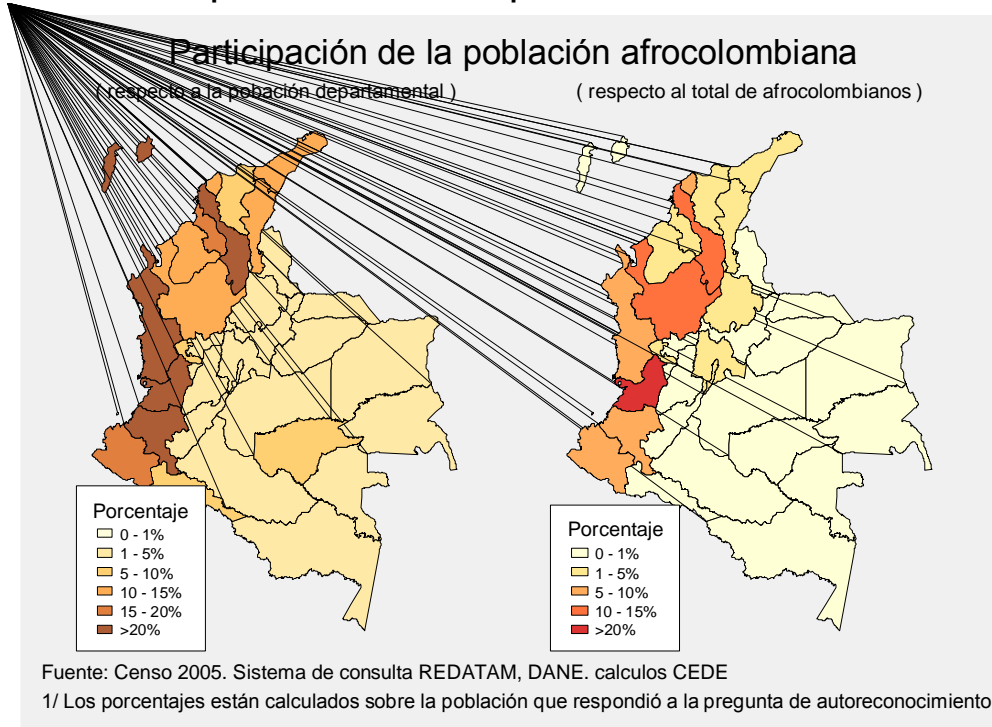 Participación de la población afrocolombiana
( respecto a la pobación departamental )
( respecto al total de afrocolombianos )
Porcentaje
0 - 1%
1 - 5%
5 - 10%
10 - 15%
15 - 20%
>20%
Porcentaje
0 - 1%
1 - 5%
5 - 10%
10 - 15%
>20%
Fuente: Censo 2005. Sistema de consulta REDATAM, DANE. calculos CEDE
1/ Los porcentajes están calculados sobre la población que respondió a la pregunta de autoreconocimiento